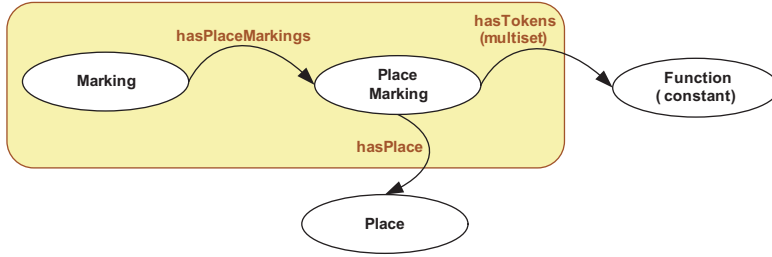 hasTokens
(multiset)
hasPlaceMarkings
Marking
Place
Marking
Function
( constant)
hasPlace
Place